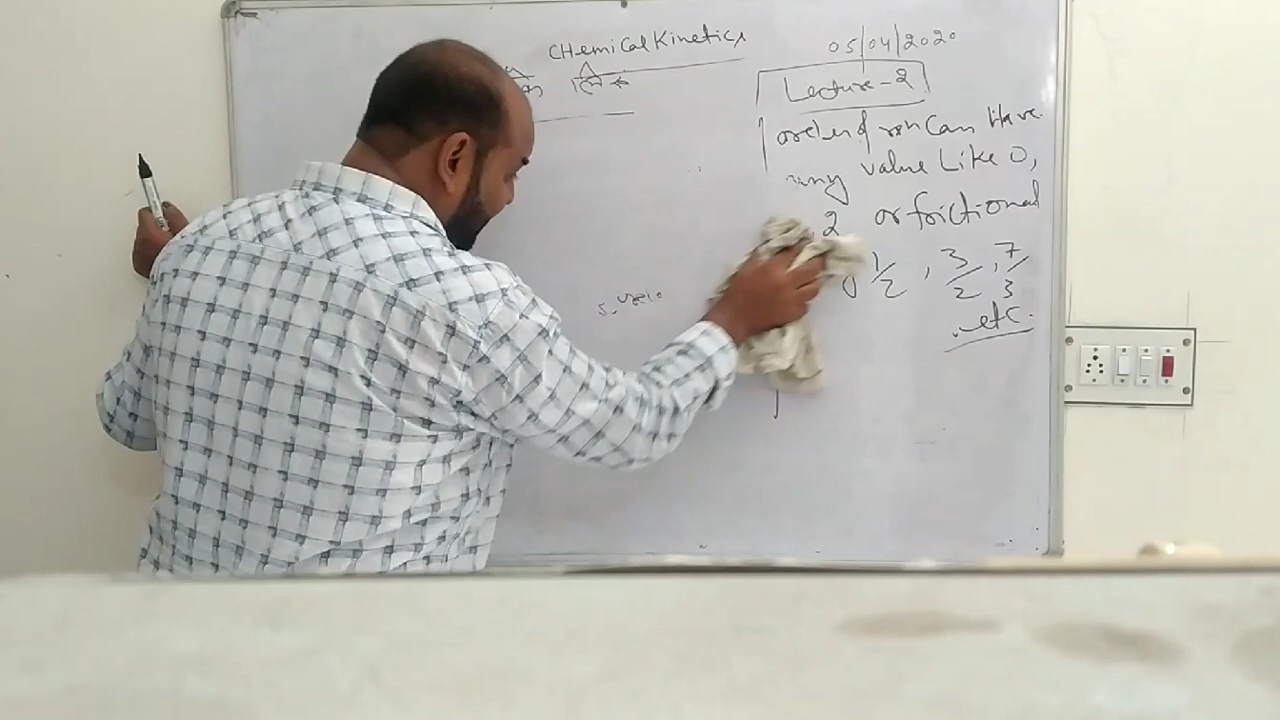 CHemiCal Kinetics
05/04/2020
Lecture-2
order of rxn Can Have
any value Like 0,
2 or frictional
1/2, 3/2, 7/3
etc.